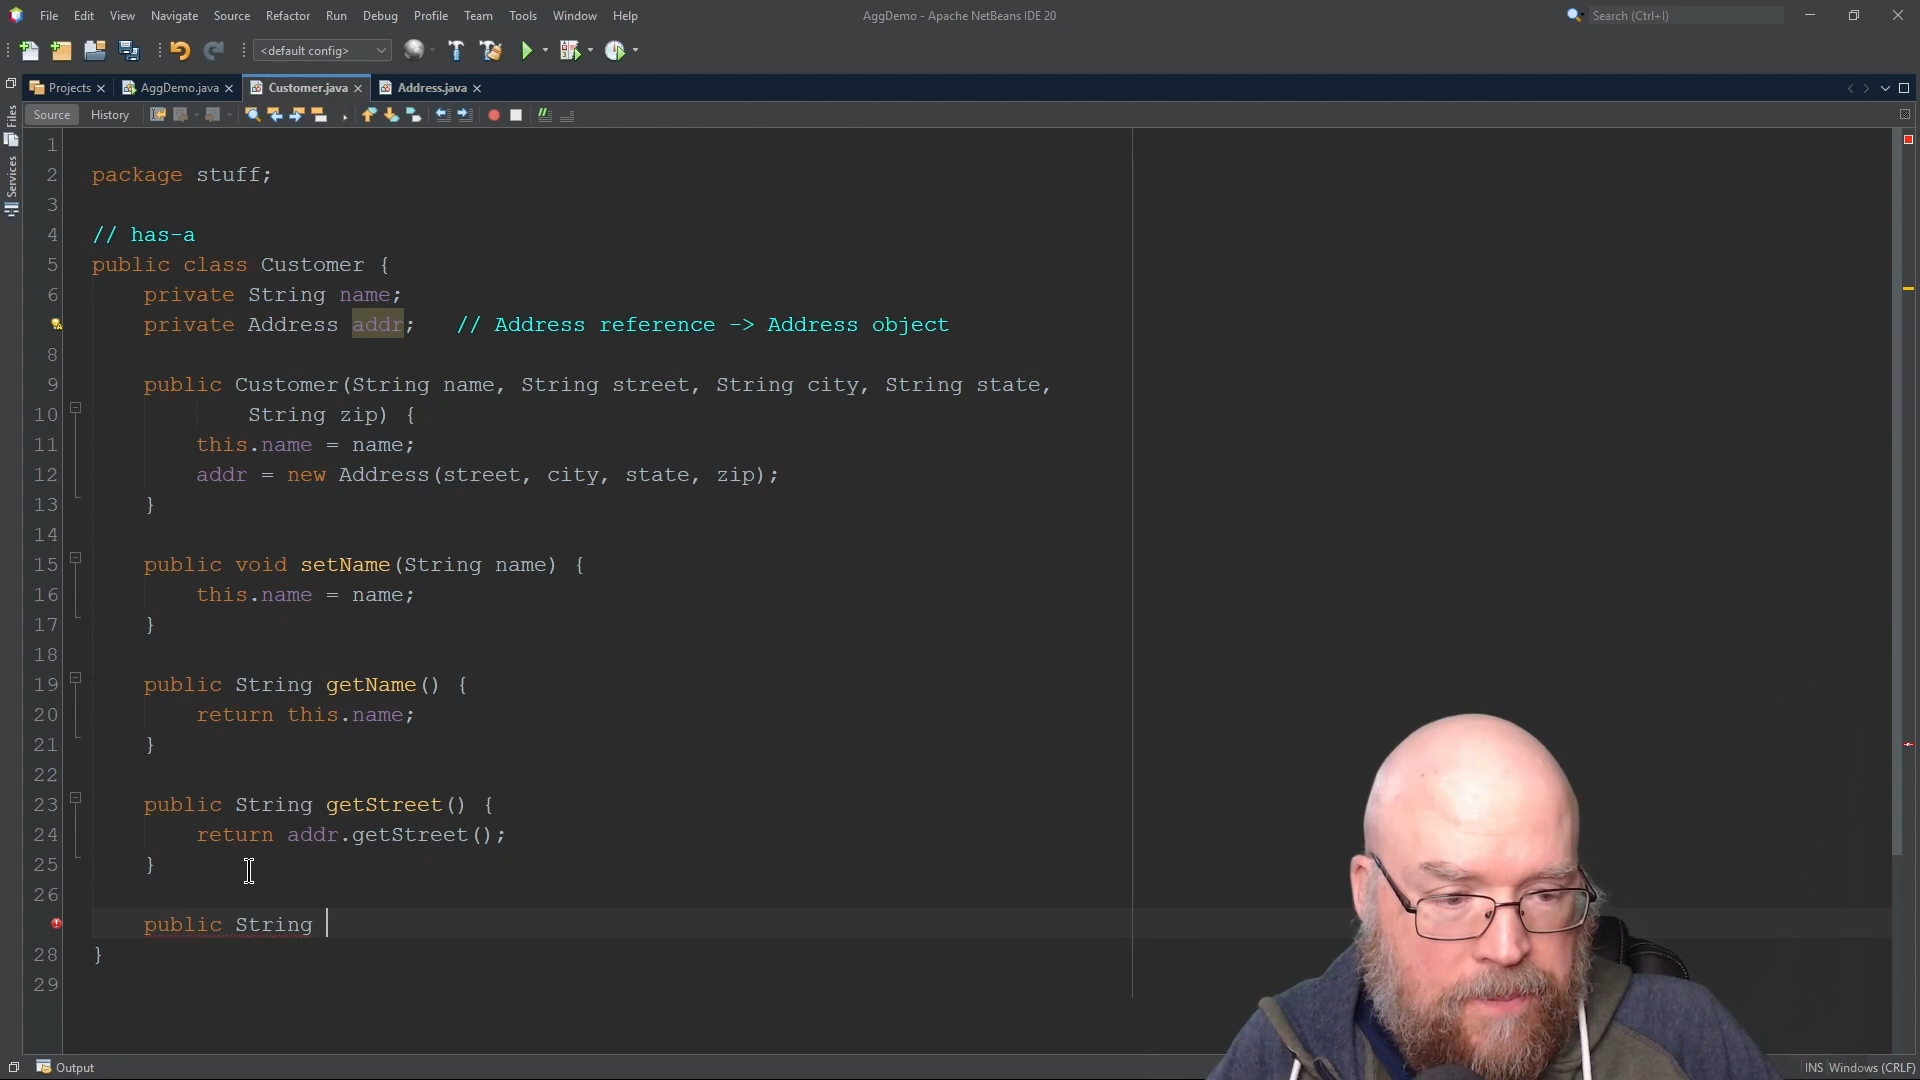 File Edit View Navigate Source Refactor Run Debug Profile Team Tools Window Help
AggDemo - Apache NetBeans IDE 20
Search (Ctrl+I)
<default config>
Projects AggDemo.java Customer.java Address.java
Source History
Files
Services
1
2 package stuff;
3
4 // has-a
5 public class Customer {
6 private String name;
private Address addr; // Address reference -> Address object
8
9 public Customer(String name, String street, String city, String state,
10 String zip) {
11 this.name = name;
12 addr = new Address(street, city, state, zip);
13 }
14
15 public void setName(String name) {
16 this.name = name;
17 }
18
19 public String getName() {
20 return this.name;
21 }
22
23 public String getStreet() {
24 return addr.getStreet();
25 }
26
public String
28 }
29
Output
INS Windows (CRLF)